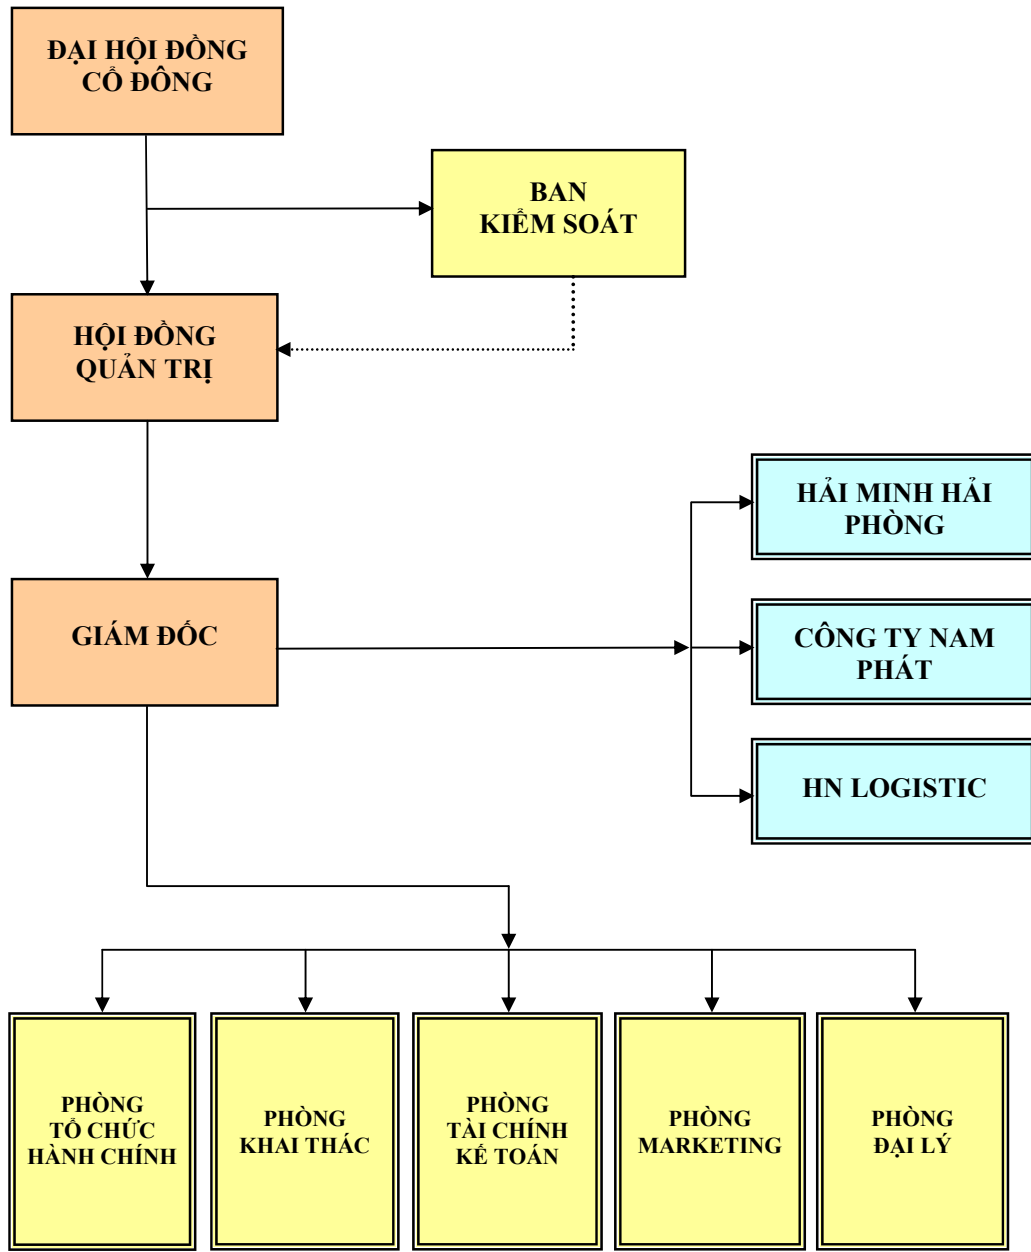 ĐẠI HỘI ĐỒNG
CỔ ĐÔNG
BAN
KIỂM SOÁT
HỘI ĐỒNG
QUẢN TRỊ
HẢI MINH HẢI
PHÒNG
GIÁM ĐỐC
CÔNG TY NAM
PHÁT
HN LOGISTIC
PHÒNG
TỔ CHỨC
HÀNH CHÍNH
PHÒNG
KHAI THÁC
PHÒNG
TÀI CHÍNH
KẾ TOÁN
PHÒNG
MARKETING
PHÒNG
ĐẠI LÝ